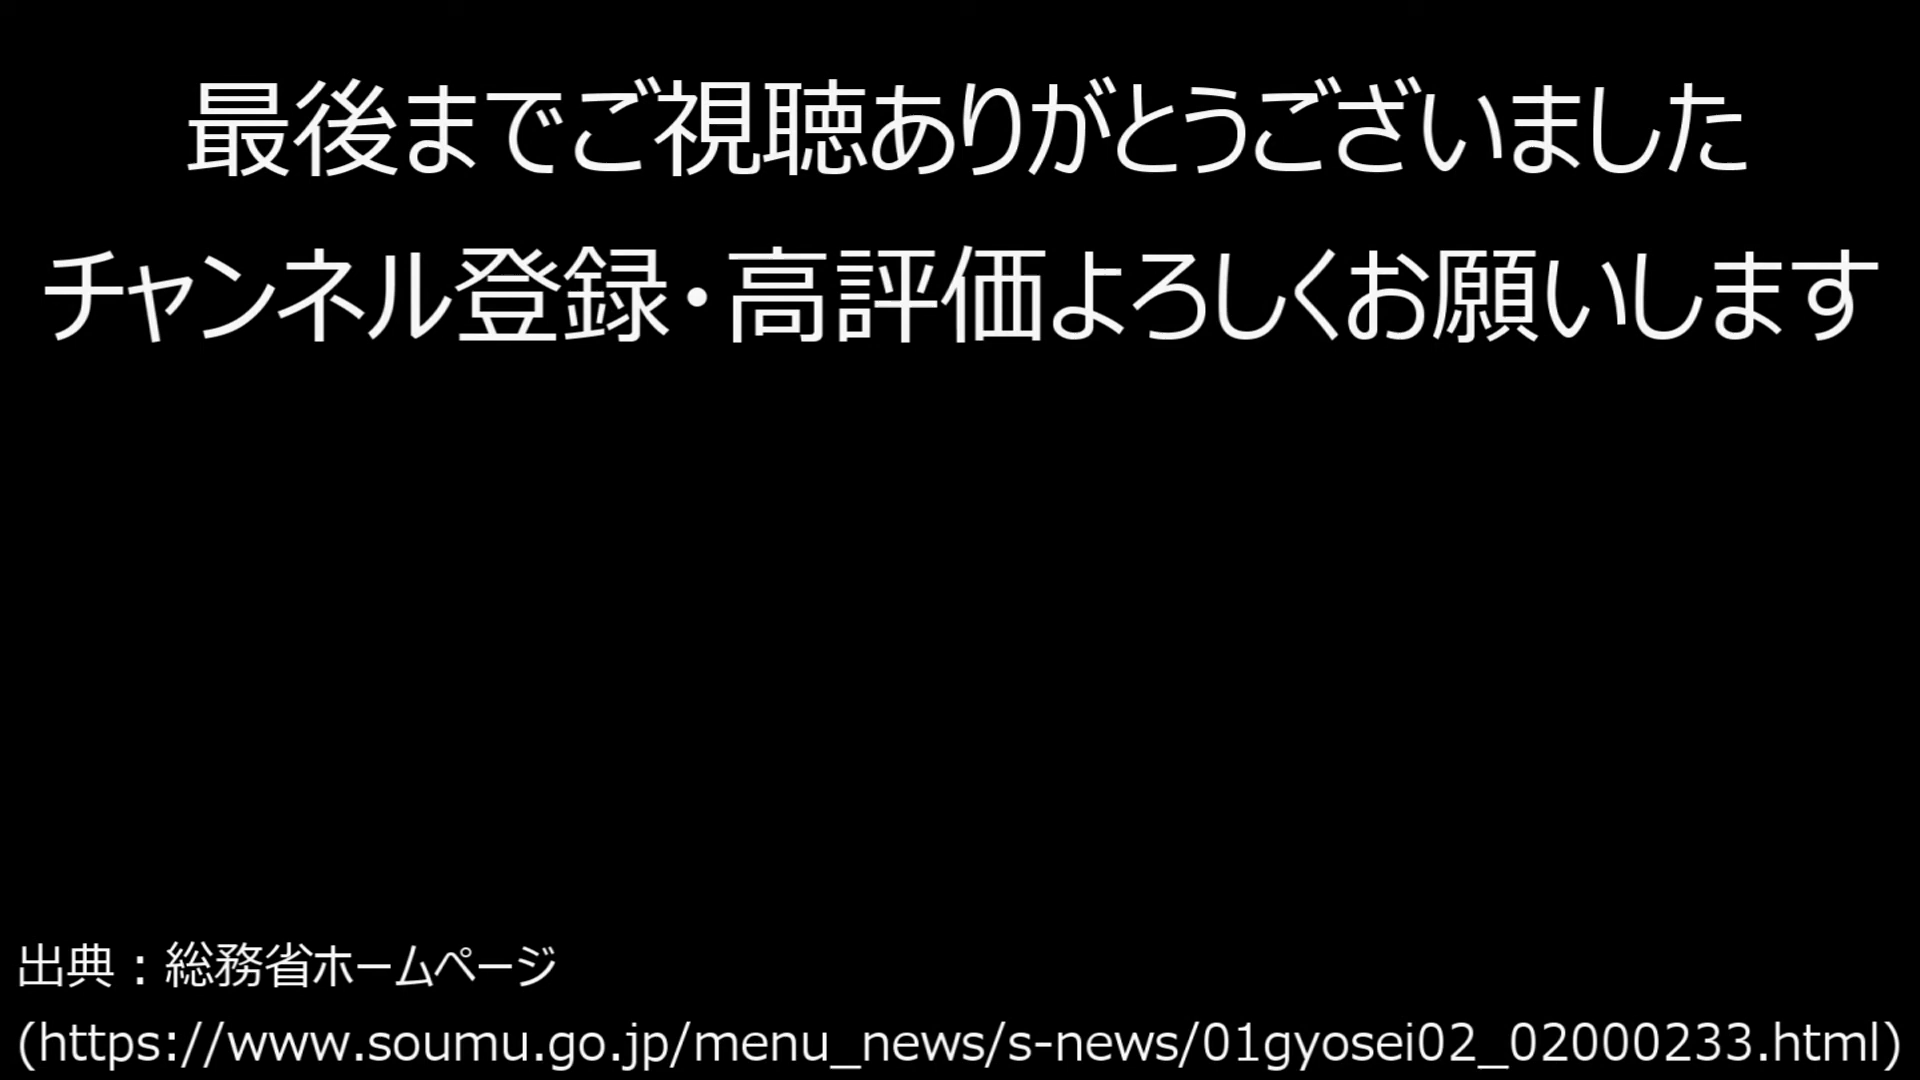 最後までご視聴ありがとうございました
チャンネル登録・高評価よろしくお願いします
出典：総務省ホームページ
(https://www.soumu.go.jp/menu_news/s-news/01gyosei02_02000233.html)